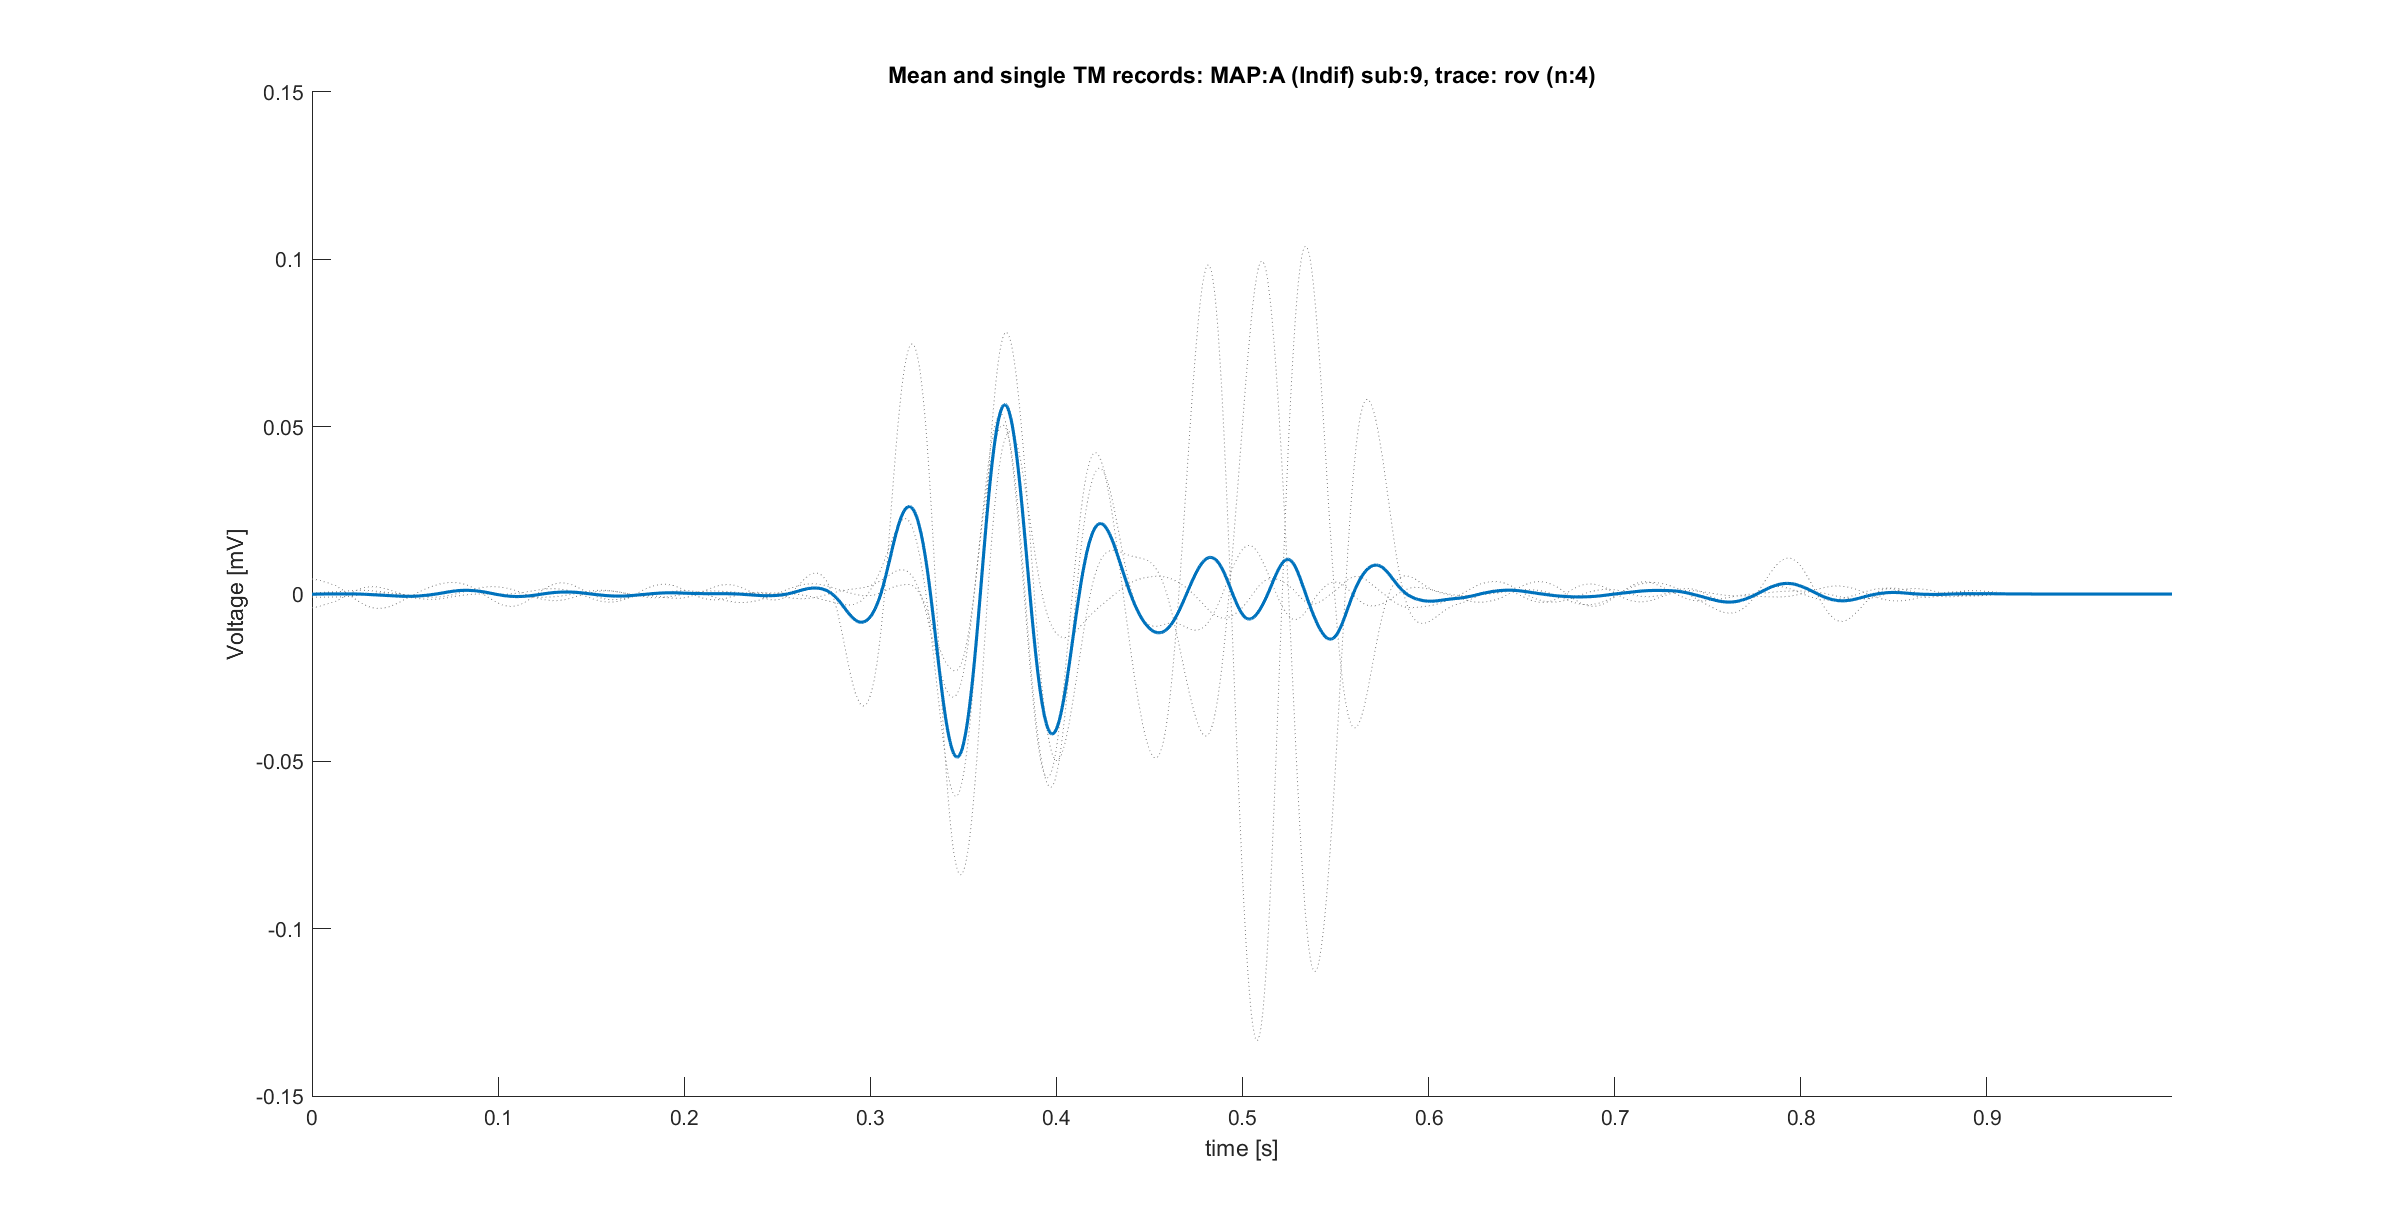 Mean and single TM records: MAP:A (Indif) sub:9, trace: rov (n:4)
0.15
0.1
0.05
0
-0.05
-0.1
-0.15
Voltage [mV]
0 0.1 0.2 0.3 0.4 0.5 0.6 0.7 0.8 0.9
time [s]